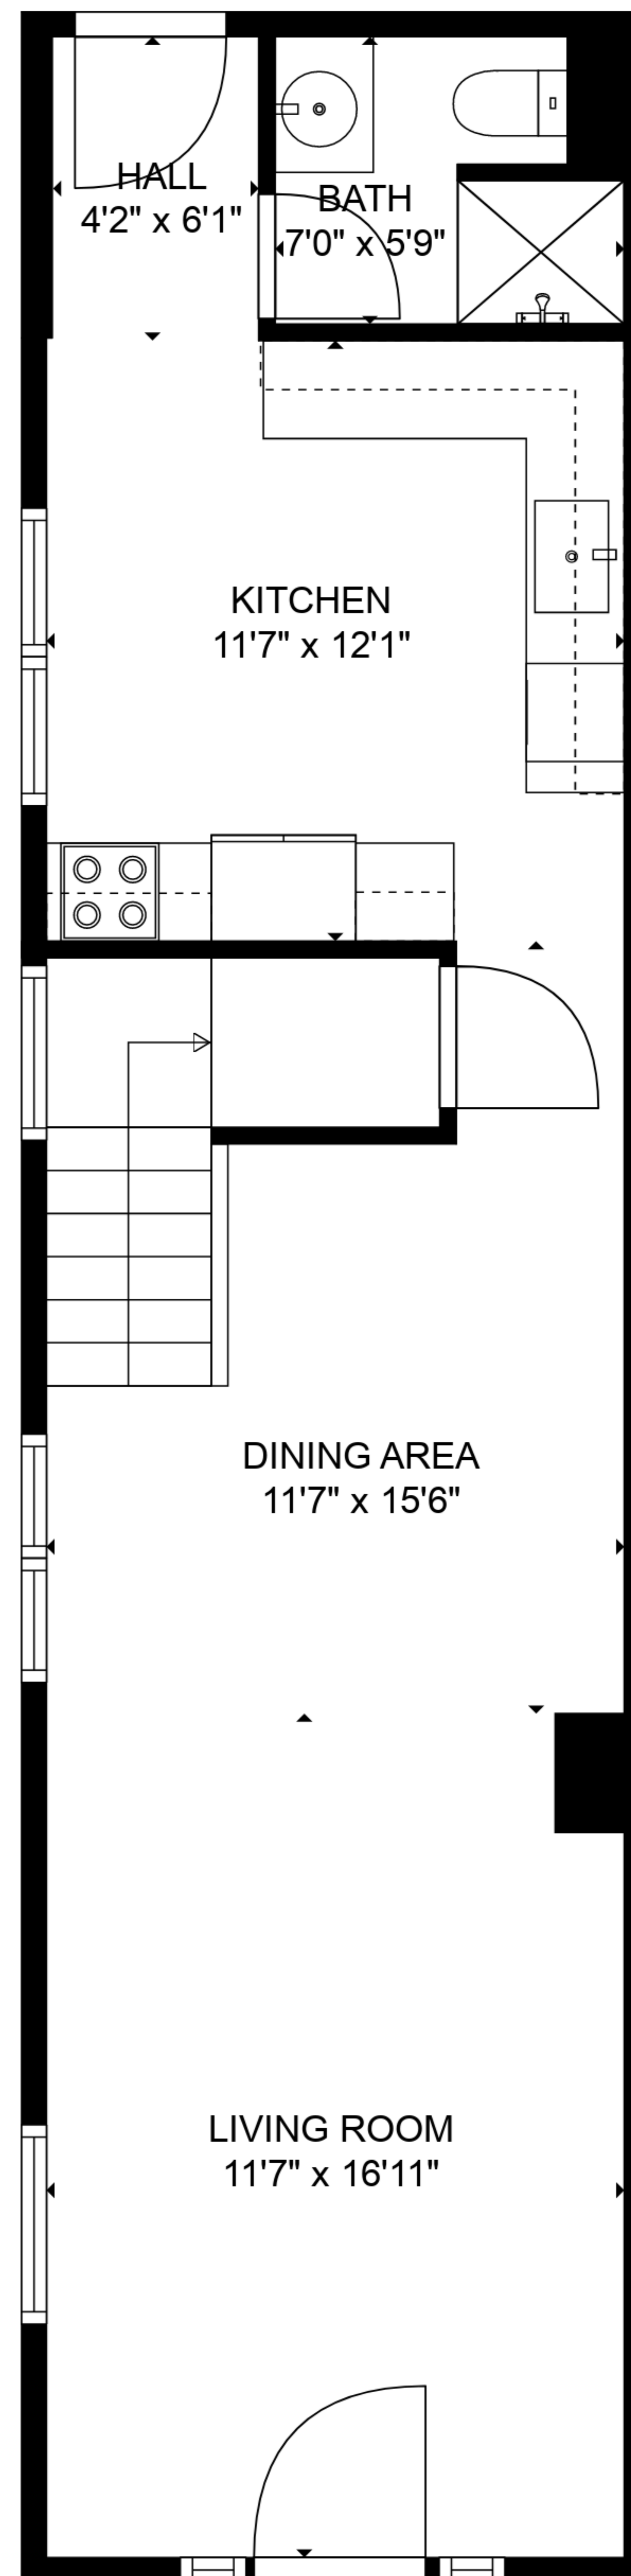 HALL
4'2" x 6'1"
BATH
7'0" x 5'9"
KITCHEN
11'7" x 12'1"
DINING AREA
11'7" x 15'6"
LIVING ROOM
11'7" x 16'11"